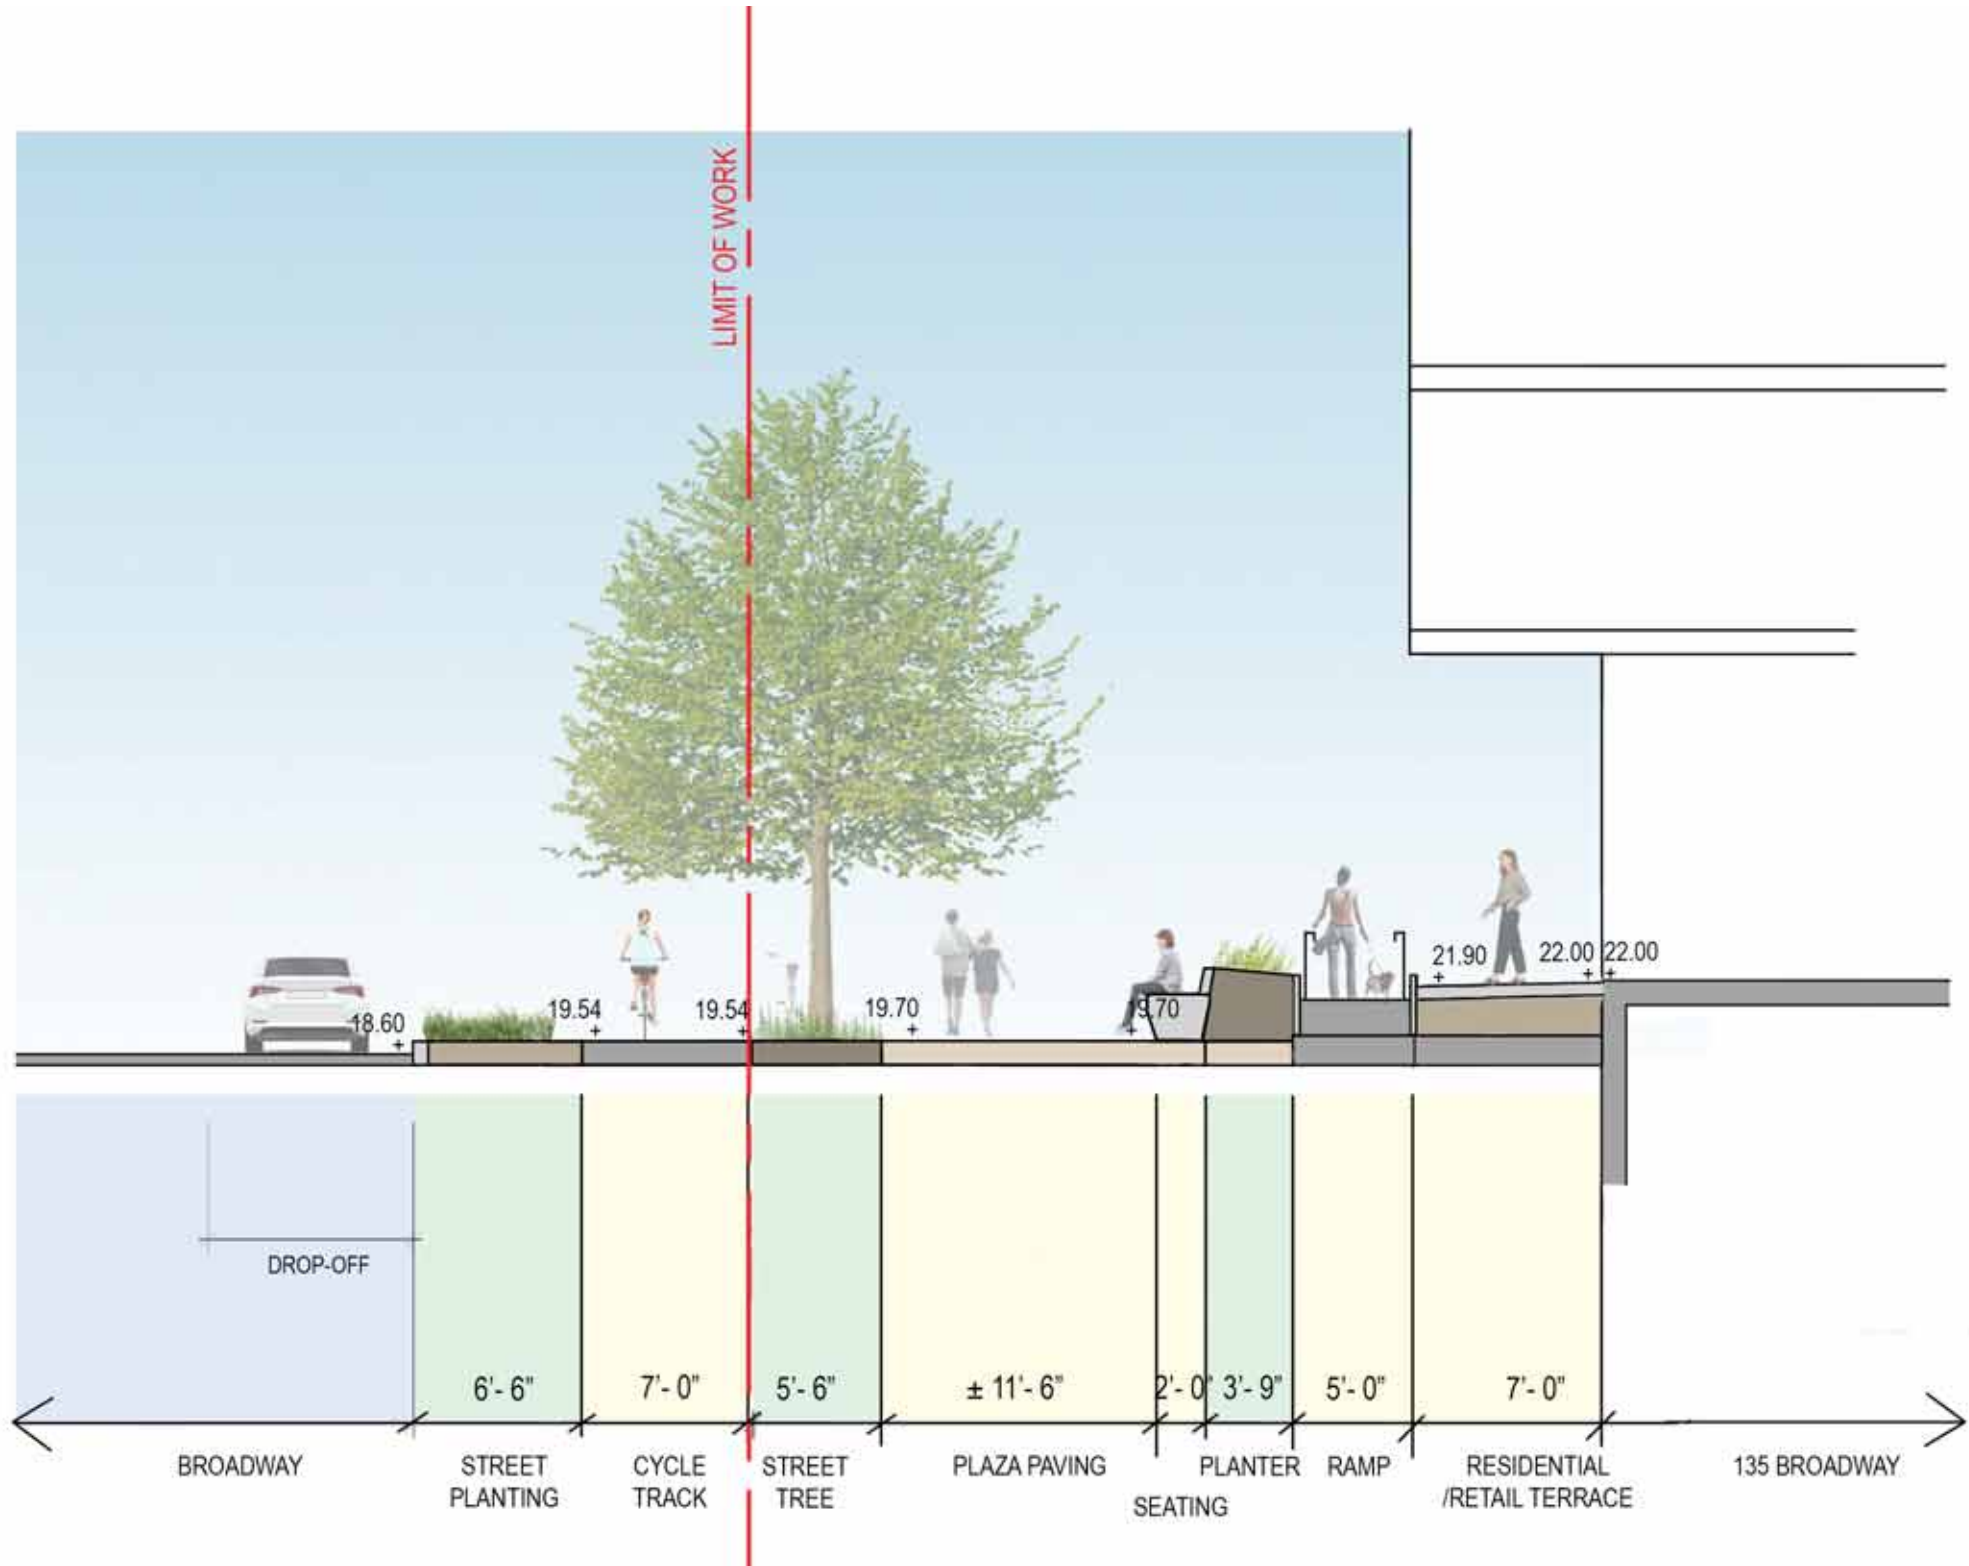 LIMIT OF WORK
18.60
19.54
19.54
19.70
19.70
21.90
22.00
22.00
DROP-OFF
6'- 6"
7'- 0"
5'- 6"
± 11'- 6"
2'- 0"
3'- 9"
5'- 0"
7'- 0"
BROADWAY
STREET
PLANTING
CYCLE
TRACK
STREET
TREE
PLAZA PAVING
SEATING
PLANTER
RAMP
RESIDENTIAL
/RETAIL TERRACE
135 BROADWAY